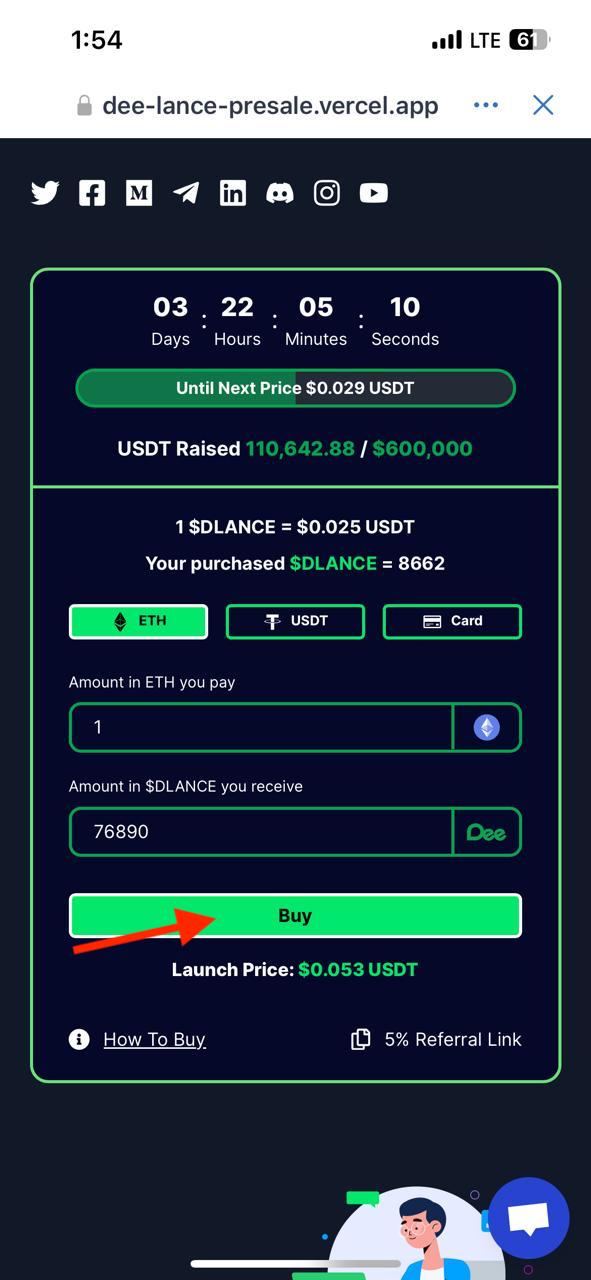 1:54
LTE 61
dee-lance-presale.vercel.app
03 : 22 : 05 : 10
Days Hours Minutes Seconds
Until Next Price $0.029 USDT
USDT Raised 110,642.88 / $600,000
1 $DLANCE = $0.025 USDT
Your purchased $DLANCE = 8662
ETH USDT Card
Amount in ETH you pay
1
Amount in $DLANCE you receive
76890 Dee
Buy
Launch Price: $0.053 USDT
How To Buy 5% Referral Link